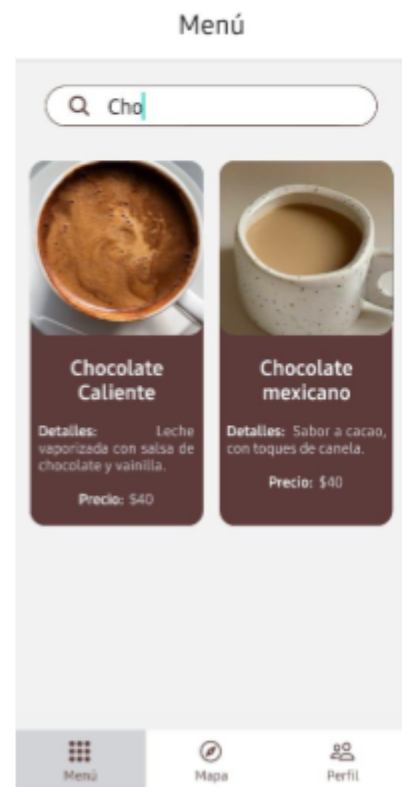 Menú
Cho
Chocolate
Caliente
Detalles: Leche
vaporizada con salsa de
chocolate y vainilla.
Precio: $40
Chocolate
mexicano
Detalles: Sabor a cacao,
con toques de canela.
Precio: $40
Menú
Mapa
Perfil